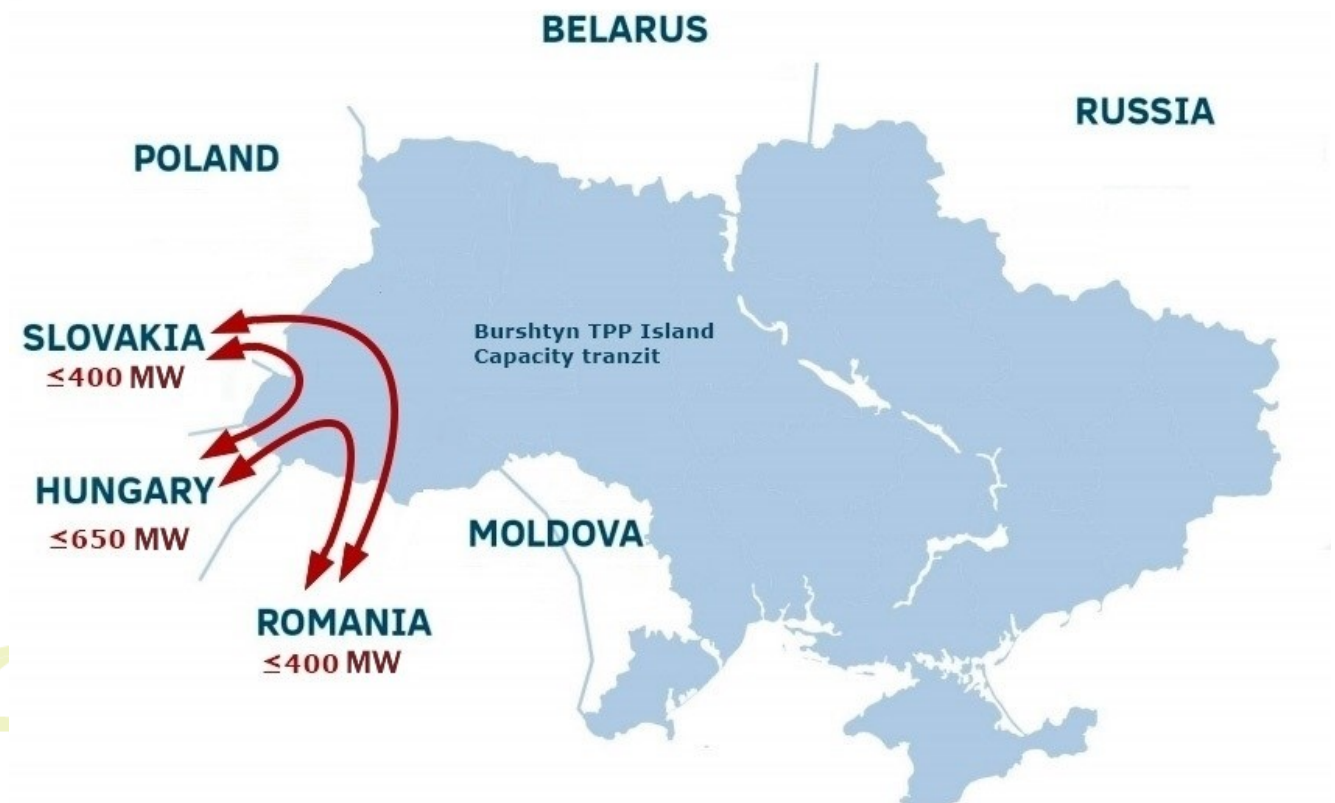 BELARUS
RUSSIA
POLAND
SLOVAKIA
≤400 MW
Burshtyn TPP Island
Capacity tranzit
HUNGARY
≤650 MW
MOLDOVA
ROMANIA
≤400 MW